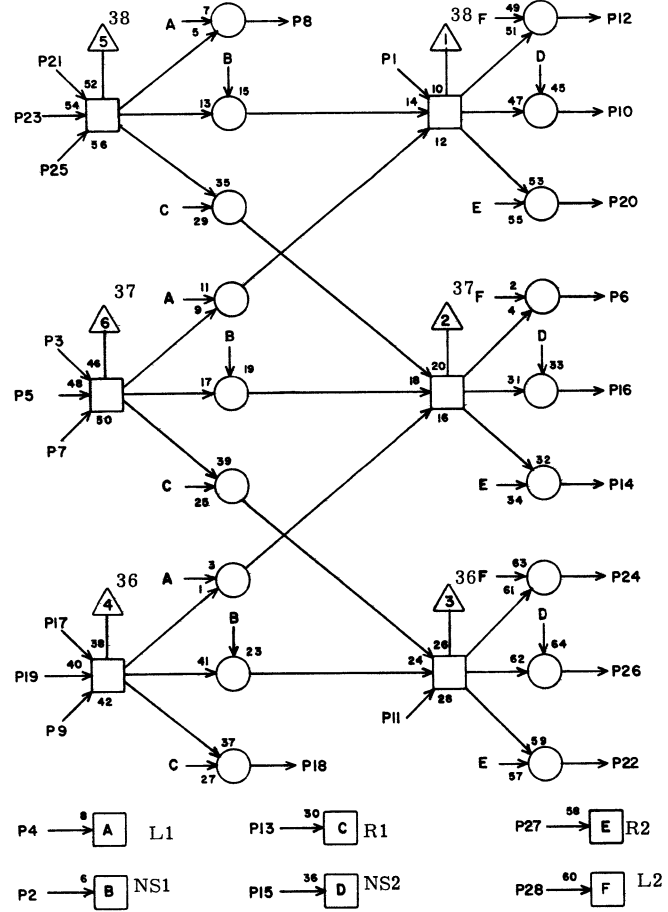 38 A 7 P8 38 F 49 P12
5 5 1 51
P21 B P1 D
52 10 45
P23 54 13 15 14 47 P10
P25 56 12
35 53
C 29 E 55 P20
37 A 11 37 F 2 P6
6 9 2 4
P3 B D
46 19 20 33
P5 48 17 18 31 P16
50 16
P7
39 32
C 25 E 34 P14
36 A 3 36 F 63 P24
4 1 3 61
P17 B D
38 23 26 64
P19 40 41 24 62 P26
42 28
P9 P11
37 59
C 27 P18 E 57 P22
P4 8 A L1 P13 30 C R1 P27 58 E R2
P2 6 B NS1 P15 36 D NS2 P28 60 F L2